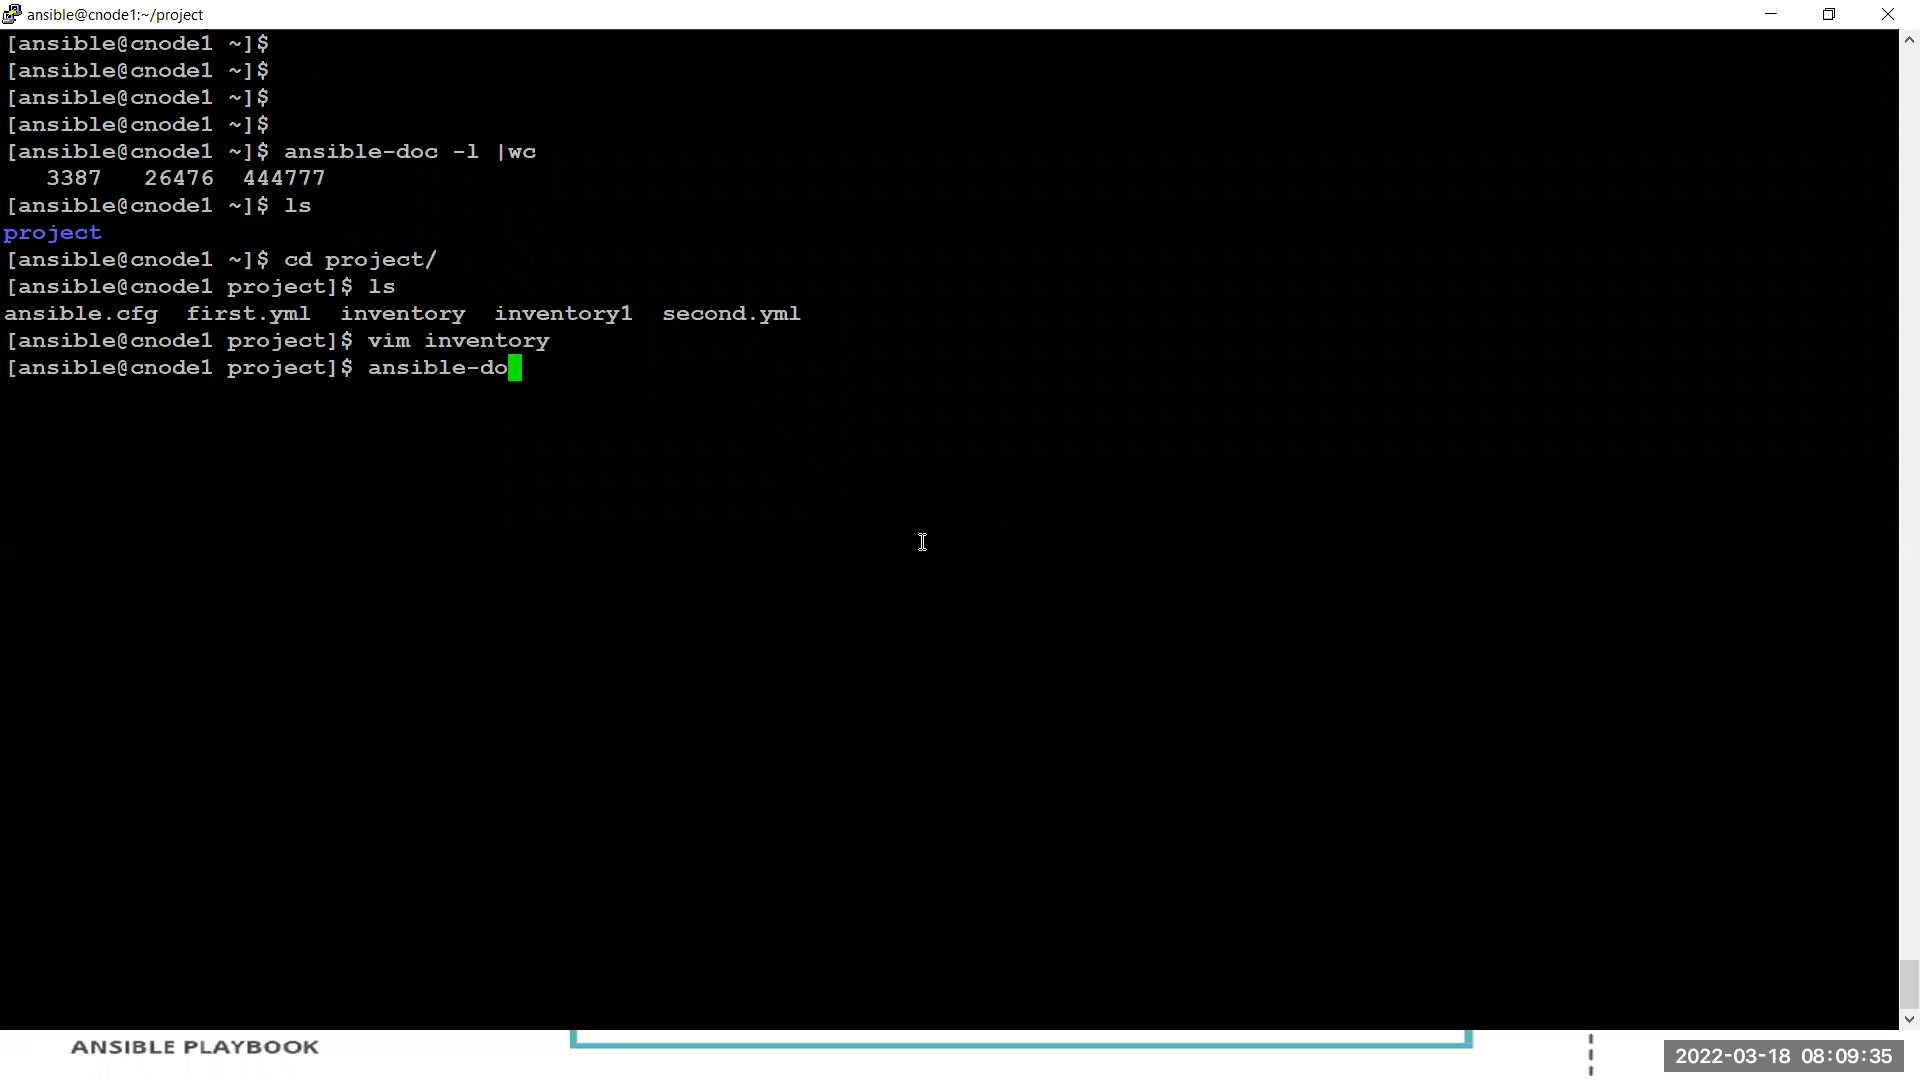 ansible@cnode1:~/project
[ansible@cnode1 ~]$
[ansible@cnode1 ~]$
[ansible@cnode1 ~]$
[ansible@cnode1 ~]$
[ansible@cnode1 ~]$ ansible-doc -l |wc
   3387   26476  444777
[ansible@cnode1 ~]$ ls
project
[ansible@cnode1 ~]$ cd project/
[ansible@cnode1 project]$ ls
ansible.cfg  first.yml  inventory  inventory1  second.yml
[ansible@cnode1 project]$ vim inventory
[ansible@cnode1 project]$ ansible-do
ANSIBLE PLAYBOOK
2022-03-18 08:09:35